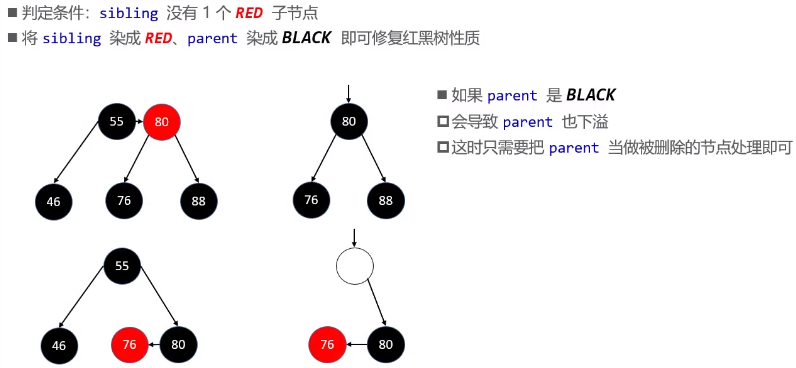 ■ 判定条件：sibling 没有 1 个 RED 子节点
■ 将 sibling 染成 RED、parent 染成 BLACK 即可修复红黑树性质
■ 如果 parent 是 BLACK
会导致 parent 也下溢
这时只需要把 parent 当做被删除的节点处理即可
55 80
46 76 88
80
76 88
55
46 76 80
76 80